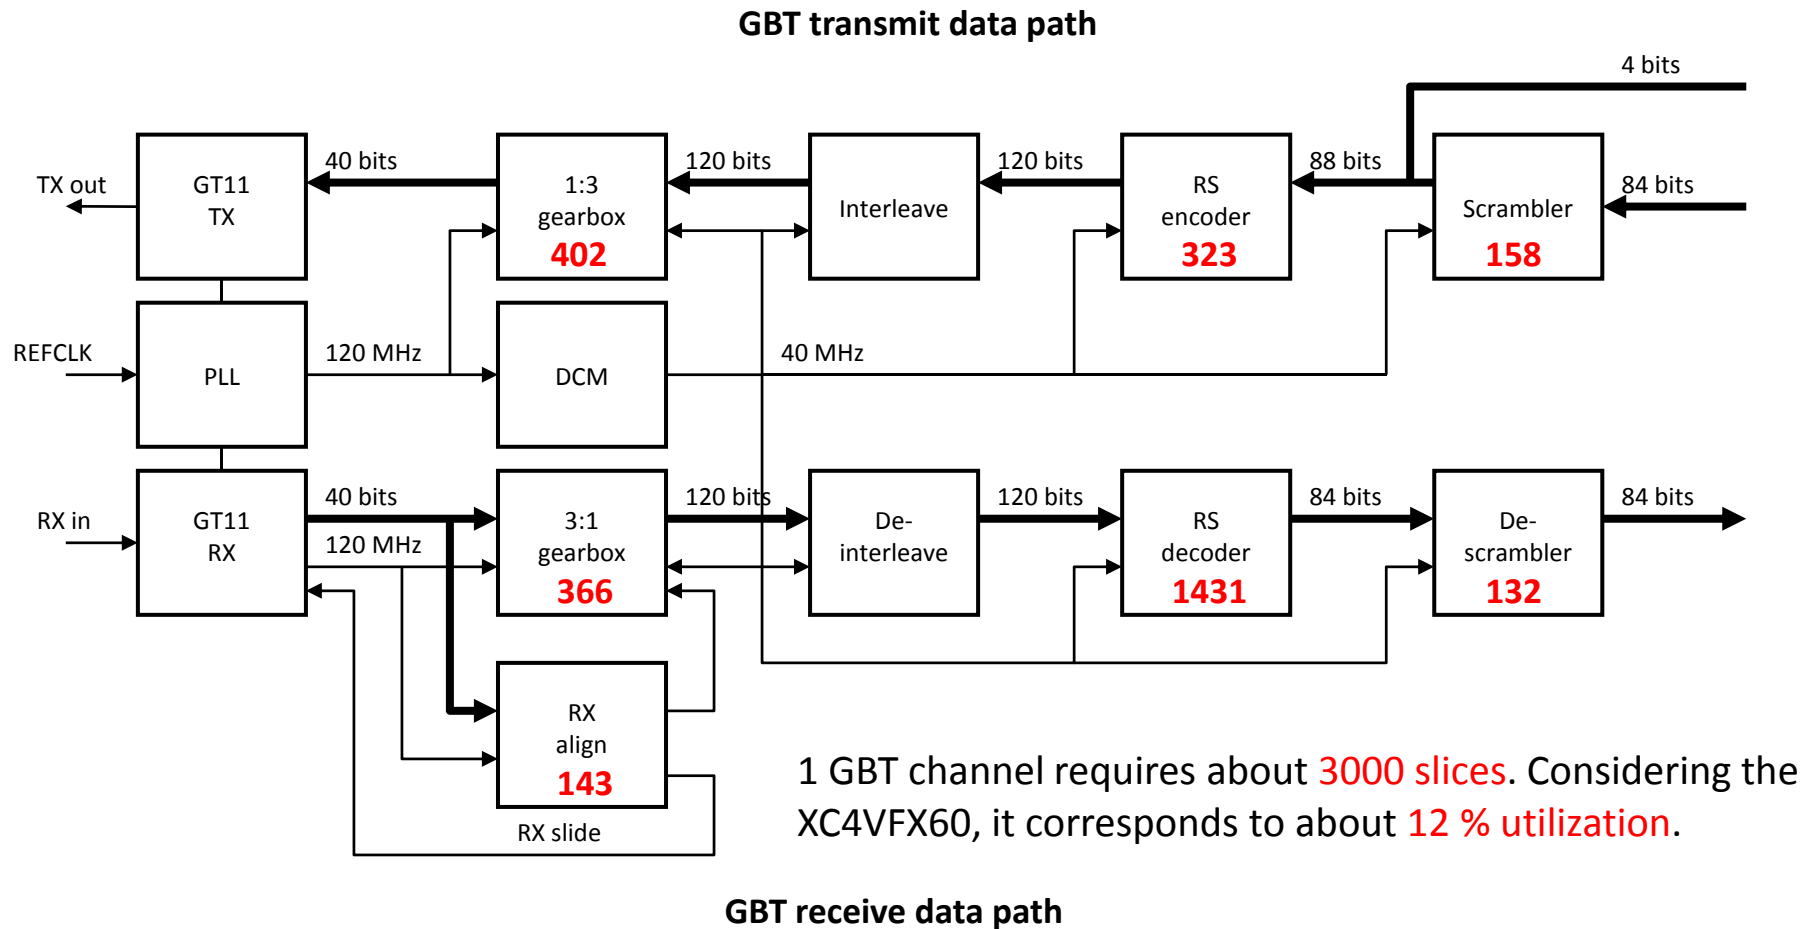 GBT transmit data path
4 bits
40 bits
120 bits
120 bits
88 bits
84 bits
TX out
GT11
TX
1:3
gearbox
402
Interleave
RS
encoder
323
Scrambler
158
REFCLK
PLL
120 MHz
DCM
40 MHz
RX in
GT11
RX
40 bits
120 MHz
3:1
gearbox
366
120 bits
De-
interleave
120 bits
RS
decoder
1431
84 bits
De-
scrambler
132
84 bits
RX
align
143
RX slide
1 GBT channel requires about 3000 slices. Considering the
XC4VFX60, it corresponds to about 12 % utilization.
GBT receive data path